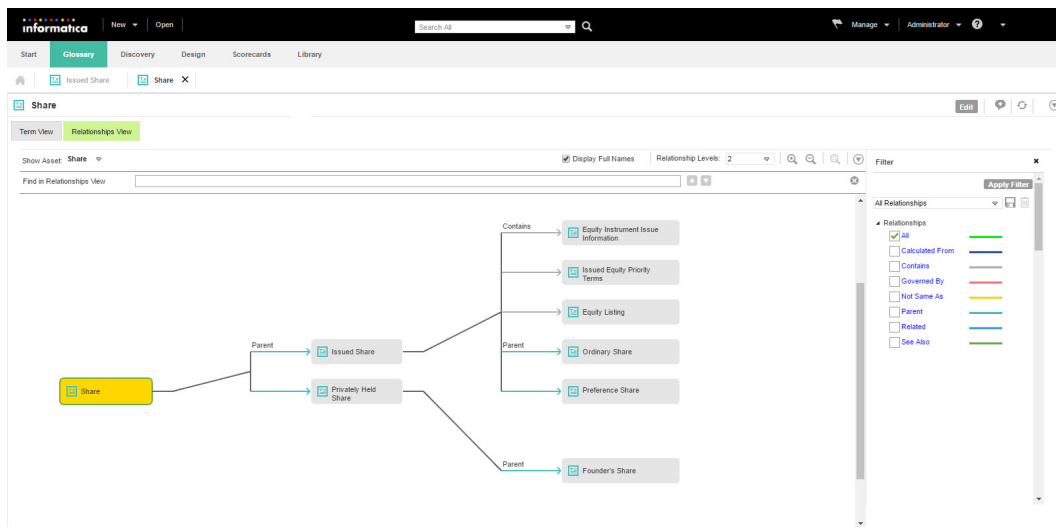 informatica New Open Search All Manage Administrator
Start Glossary Discovery Design Scorecards Library
Issued Share Share
Share Edit
Term View Relationships View
Show Asset: Share Display Full Names Relationship Levels: 2
Filter
Find in Relationships View
Apply Filter
All Relationships
Relationships
All
Calculated From
Contains
Governed By
Not Same As
Parent
Related
See Also
Contains
Equity Instrument Issue
Information
Issued Equity Priority
Terms
Equity Listing
Parent
Issued Share
Parent
Ordinary Share
Share
Privately Held
Share
Preference Share
Parent
Founder's Share